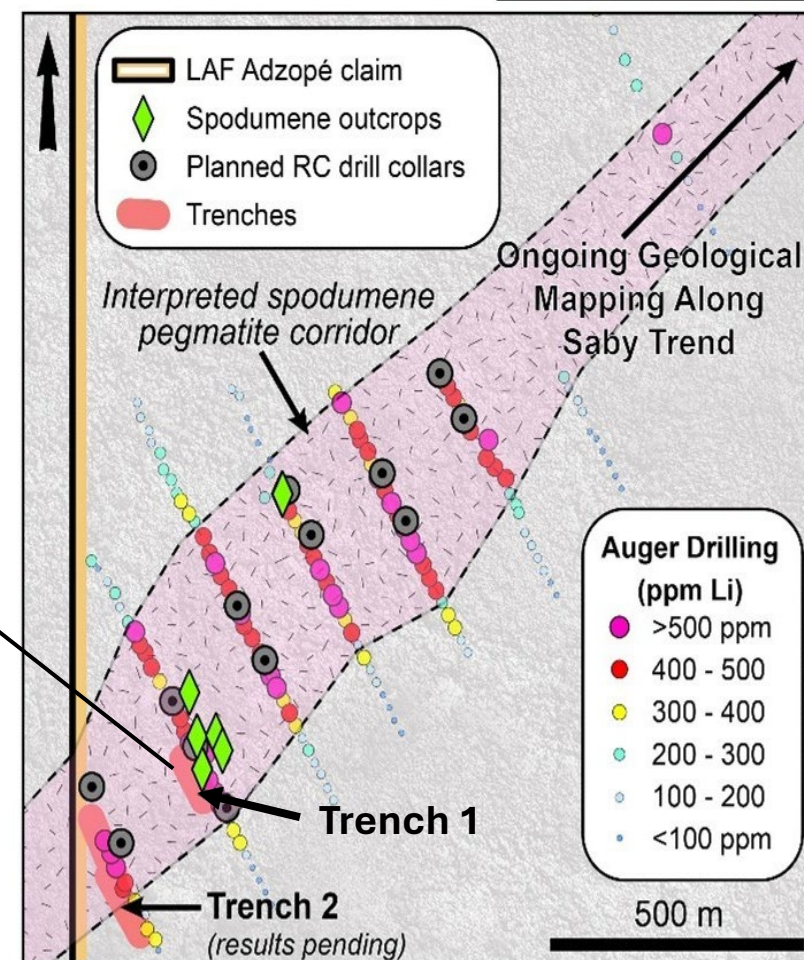 LAF Adzopé claim
Spodumene outcrops
Planned RC drill collars
Trenches
Ongoing Geological
Mapping Along
Saby Trend
Interpreted spodumene
pegmatite corridor
Auger Drilling
(ppm Li)
>500 ppm
400 - 500
300 - 400
200 - 300
100 - 200
<100 ppm
Trench 1
Trench 2
(results pending)
500 m